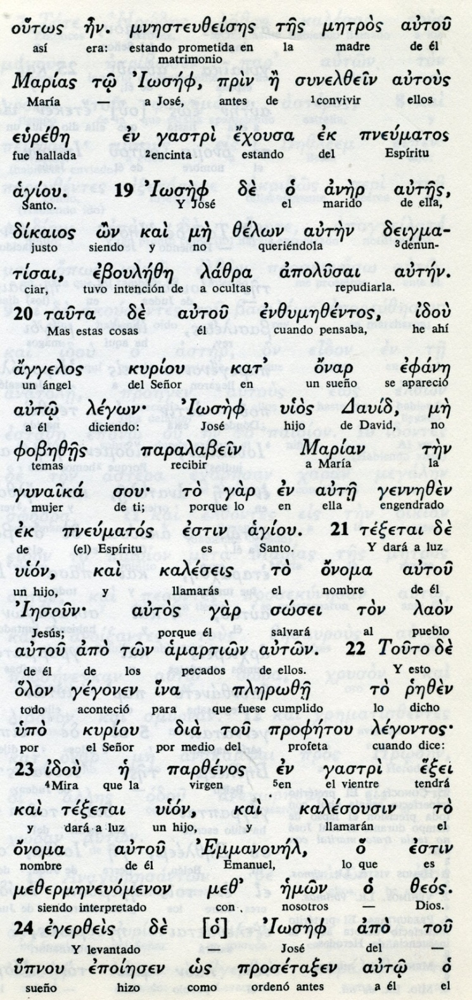 οὕτως ἦν. μνηστευθείσης τῆς μητρὸς αὐτοῦ
así era: estando prometida en la madre de él
matrimonio
Μαρίας τῷ Ἰωσήφ, πρὶν ἢ συνελθεῖν αὐτοὺς
María — a José, antes de 1convivir ellos
εὑρέθη ἐν γαστρὶ ἔχουσα ἐκ πνεύματος
fue hallada 2encinta estando del Espíritu
ἁγίου. 19 Ἰωσὴφ δὲ ὁ ἀνὴρ αὐτῆς,
Santo. Y José el marido de ella,
δίκαιος ὢν καὶ μὴ θέλων αὐτὴν δειγμα-
justo siendo y no queriéndola 3denun-
τίσαι, ἐβουλήθη λάθρᾳ ἀπολῦσαι αὐτήν.
ciar, tuvo intención de a ocultas repudiarla.
20 ταῦτα δὲ αὐτοῦ ἐνθυμηθέντος, ἰδοὺ
Mas estas cosas él cuando pensaba, he ahí
ἄγγελος κυρίου κατ' ὄναρ ἐφάνη
un ángel del Señor en un sueño se apareció
αὐτῷ λέγων· Ἰωσὴφ υἱὸς Δαυίδ, μὴ
a él diciendo: José hijo de David, no
φοβηθῇς παραλαβεῖν Μαρίαν τὴν
temas recibir a María la
γυναῖκά σου· τὸ γὰρ ἐν αὐτῇ γεννηθὲν
mujer de ti; porque lo en ella engendrado
ἐκ πνεύματός ἐστιν ἁγίου. 21 τέξεται δὲ
de (el) Espíritu es Santo. Y dará a luz
υἱόν, καὶ καλέσεις τὸ ὄνομα αὐτοῦ
un hijo, y llamarás el nombre de él
Ἰησοῦν· αὐτὸς γὰρ σώσει τὸν λαὸν
Jesús; porque él salvará al pueblo
αὐτοῦ ἀπὸ τῶν ἁμαρτιῶν αὐτῶν. 22 Τοῦτο δὲ
de él de los pecados de ellos. Y esto
ὅλον γέγονεν ἵνα πληρωθῇ τὸ ῥηθὲν
todo aconteció para que fuese cumplido lo dicho
ὑπὸ κυρίου διὰ τοῦ προφήτου λέγοντος·
por el Señor por medio del profeta cuando dice:
23 ἰδοὺ ἡ παρθένος ἐν γαστρὶ ἕξει
4Mira que la virgen 5en el vientre tendrá
καὶ τέξεται υἱόν, καὶ καλέσουσιν τὸ
y dará a luz un hijo, y llamarán el
ὄνομα αὐτοῦ Ἐμμανουήλ, ὅ ἐστιν
nombre de él Emanuel, lo que es
μεθερμηνευόμενον μεθ' ἡμῶν ὁ θεός.
siendo interpretado con nosotros — Dios.
24 ἐγερθεὶς δὲ [ὁ] Ἰωσὴφ ἀπὸ τοῦ
Y levantado — José del —
ὕπνου ἐποίησεν ὡς προσέταξεν αὐτῷ ὁ
sueño hizo como ordenó antes a él el